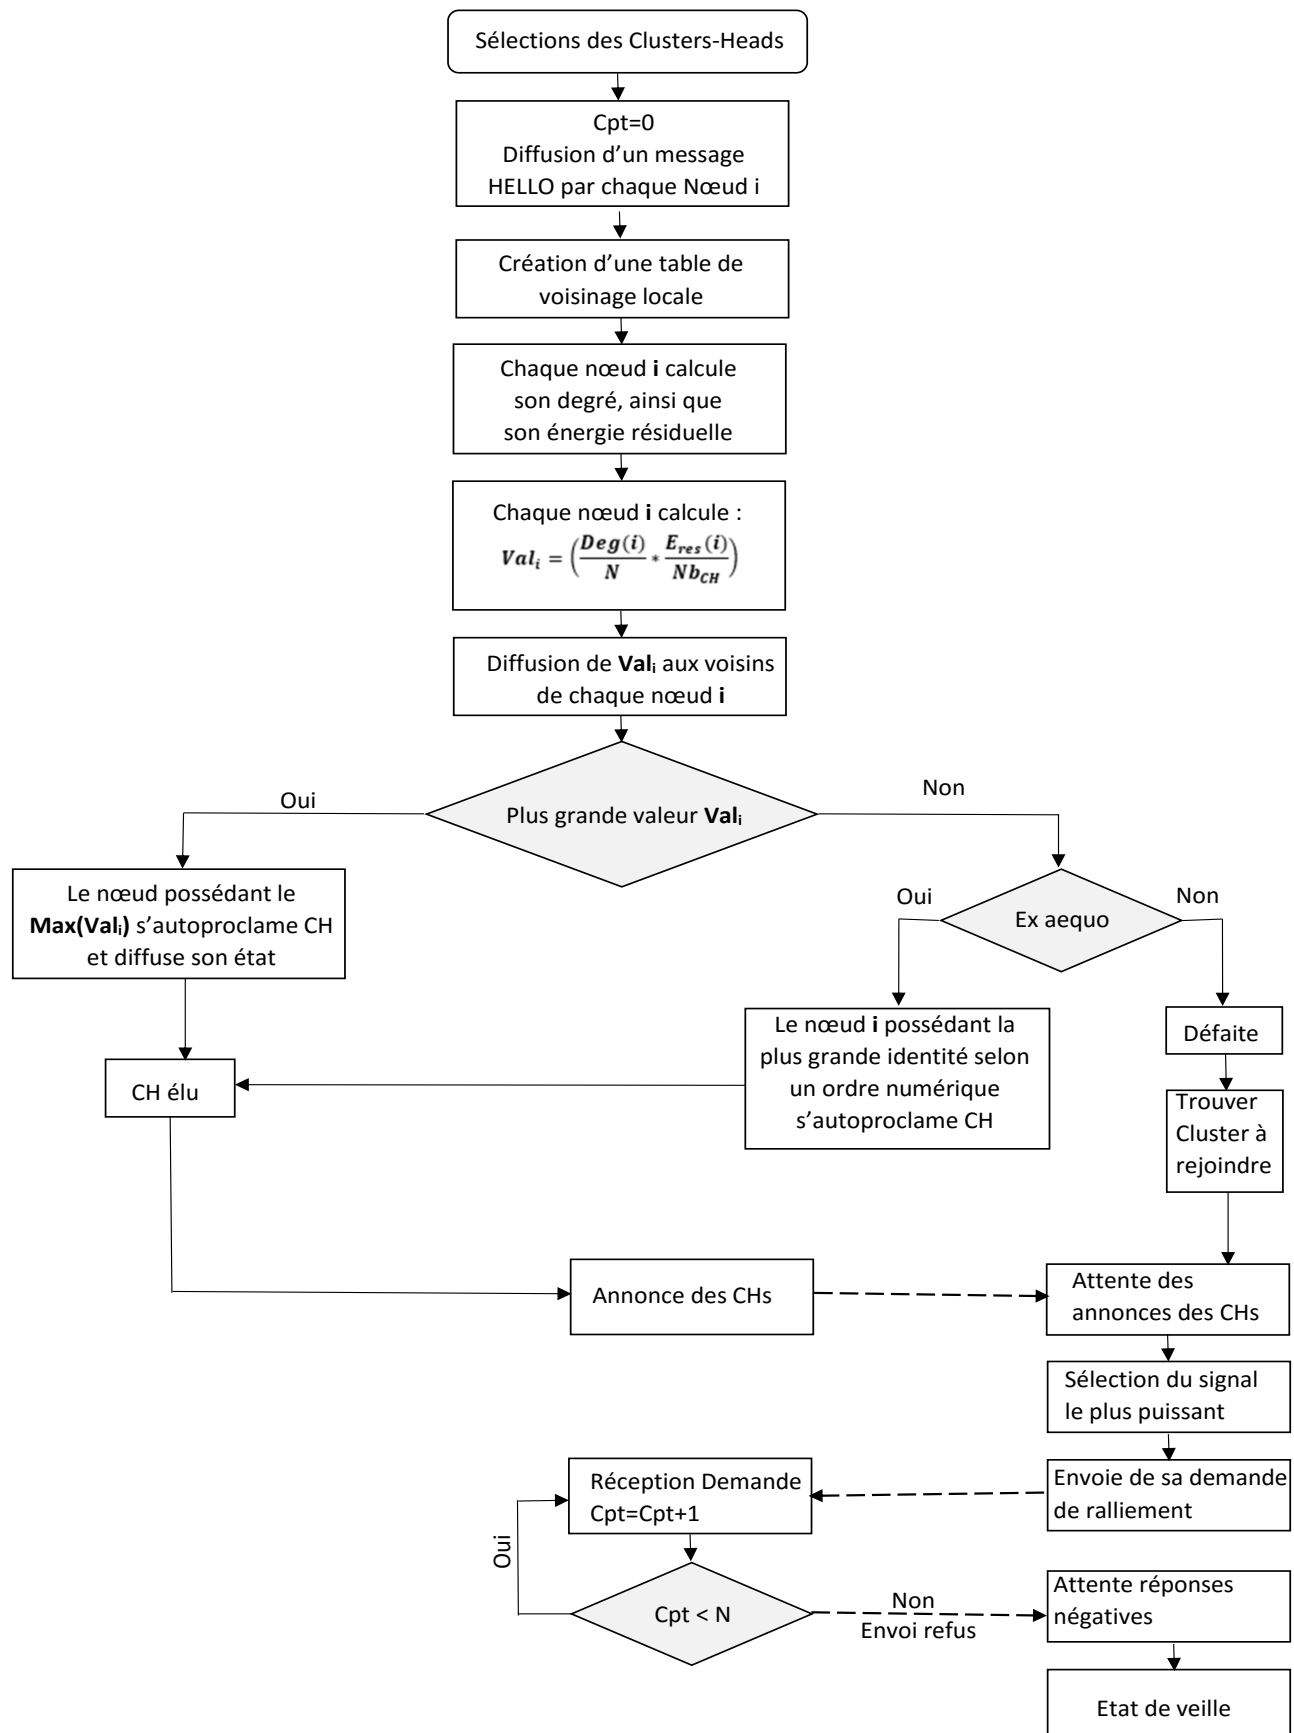 Sélections des Clusters-Heads
Cpt=0
Diffusion d’un message
HELLO par chaque Nœud i
Création d’une table de
voisinage locale
Chaque nœud i calcule
son degré, ainsi que
son énergie résiduelle
Chaque nœud i calcule :
Val_i = (Deg(i)/N * E_res(i)/Nb_CH)
Diffusion de Val_i aux voisins
de chaque nœud i
Plus grande valeur Val_i
Oui
Non
Le nœud possédant le
Max(Val_i) s’autoproclame CH
et diffuse son état
Ex aequo
Oui
Non
Le nœud i possédant la
plus grande identité selon
un ordre numérique
s’autoproclame CH
Défaite
CH élu
Trouver
Cluster à
rejoindre
Annonce des CHs
Attente des
annonces des CHs
Sélection du signal
le plus puissant
Envoie de sa demande
de ralliement
Réception Demande
Cpt=Cpt+1
Oui
Cpt < N
Non
Envoi refus
Attente réponses
négatives
Etat de veille